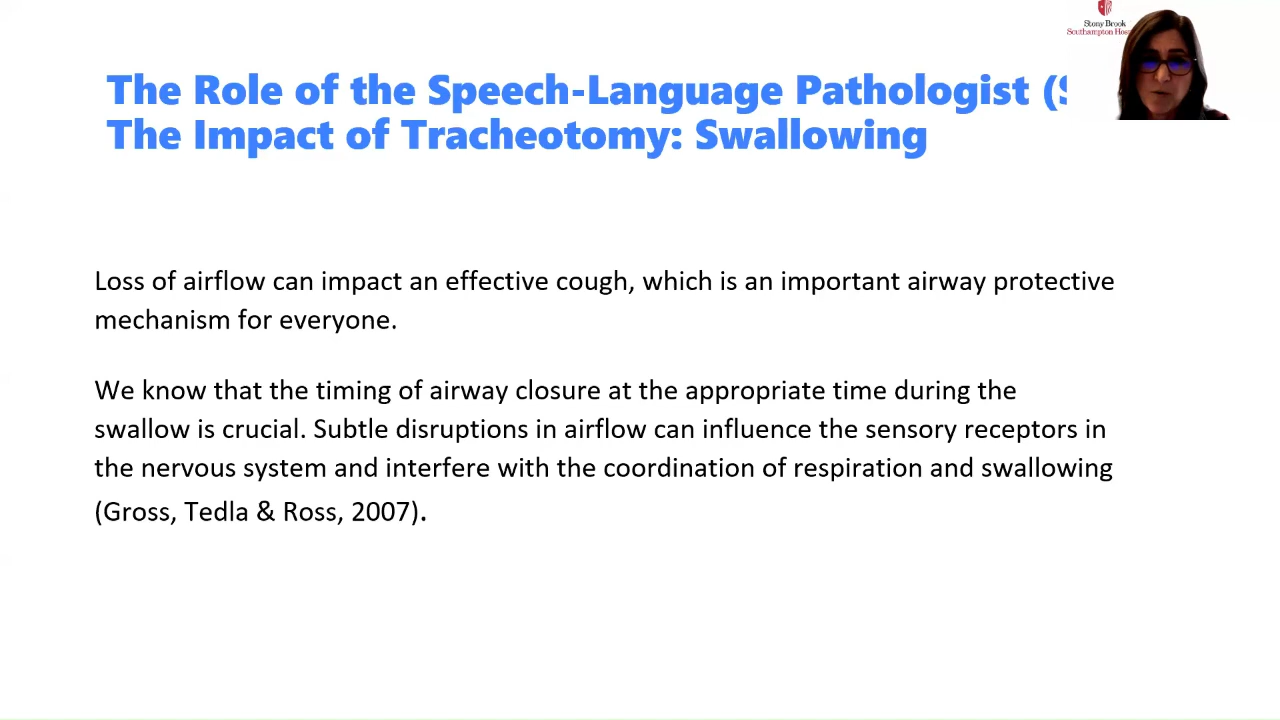 Stony Brook
Southampton Hos
The Role of the Speech-Language Pathologist (S
The Impact of Tracheotomy: Swallowing
Loss of airflow can impact an effective cough, which is an important airway protective
mechanism for everyone.
We know that the timing of airway closure at the appropriate time during the
swallow is crucial. Subtle disruptions in airflow can influence the sensory receptors in
the nervous system and interfere with the coordination of respiration and swallowing
(Gross, Tedla & Ross, 2007).